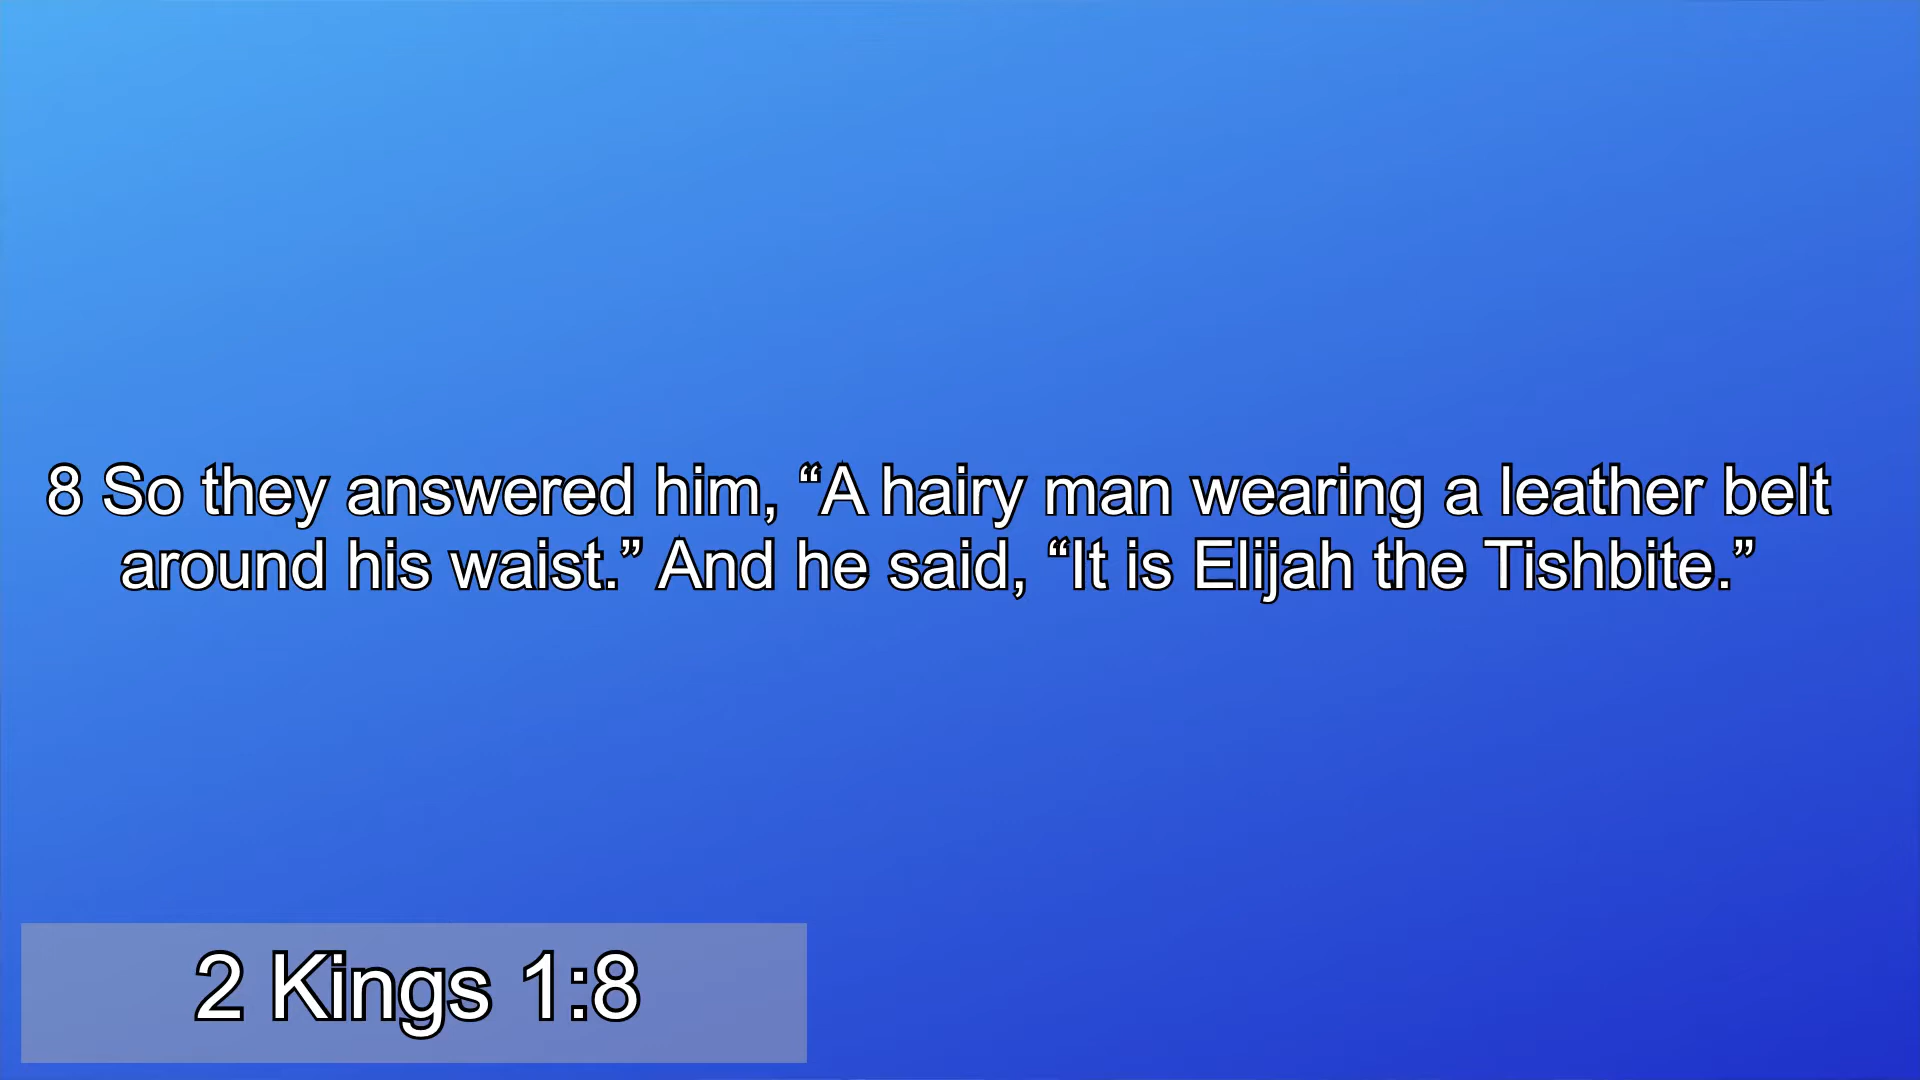 8 So they answered him, “A hairy man wearing a leather belt
around his waist.” And he said, “It is Elijah the Tishbite.”
2 Kings 1:8